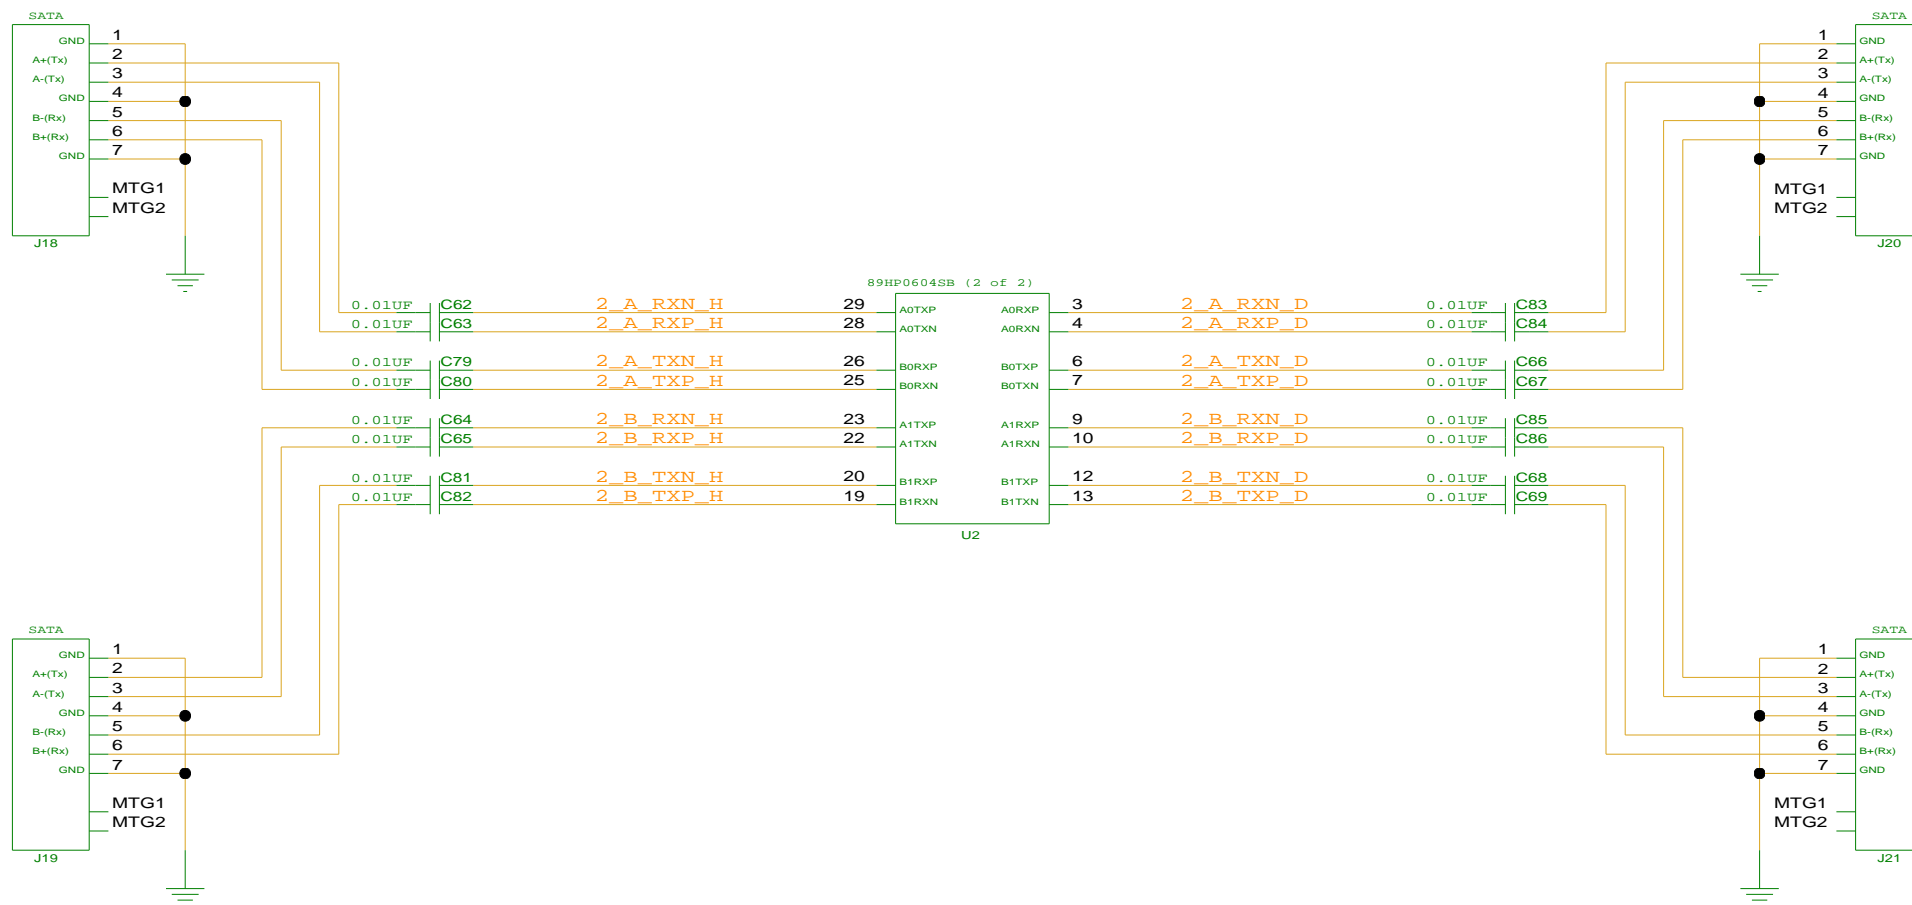 SATA
GND 1
A+(Tx) 2
A-(Tx) 3
GND 4
B-(Rx) 5
B+(Rx) 6
GND 7
MTG1
MTG2
J18
SATA
1 GND
2 A+(Tx)
3 A-(Tx)
4 GND
5 B-(Rx)
6 B+(Rx)
7 GND
MTG1
MTG2
J20
89HP0604SB (2 of 2)
0.01UF C62 2_A_RXN_H 29 A0TXP A0RXP 3 2_A_RXN_D 0.01UF C83
0.01UF C63 2_A_RXP_H 28 A0TXN A0RXN 4 2_A_RXP_D 0.01UF C84
0.01UF C79 2_A_TXN_H 26 B0RXP B0TXP 6 2_A_TXN_D 0.01UF C66
0.01UF C80 2_A_TXP_H 25 B0RXN B0TXN 7 2_A_TXP_D 0.01UF C67
0.01UF C64 2_B_RXN_H 23 A1TXP A1RXP 9 2_B_RXN_D 0.01UF C85
0.01UF C65 2_B_RXP_H 22 A1TXN A1RXN 10 2_B_RXP_D 0.01UF C86
0.01UF C81 2_B_TXN_H 20 B1RXP B1TXP 12 2_B_TXN_D 0.01UF C68
0.01UF C82 2_B_TXP_H 19 B1RXN B1TXN 13 2_B_TXP_D 0.01UF C69
U2
SATA
GND 1
A+(Tx) 2
A-(Tx) 3
GND 4
B-(Rx) 5
B+(Rx) 6
GND 7
MTG1
MTG2
J19
SATA
1 GND
2 A+(Tx)
3 A-(Tx)
4 GND
5 B-(Rx)
6 B+(Rx)
7 GND
MTG1
MTG2
J21